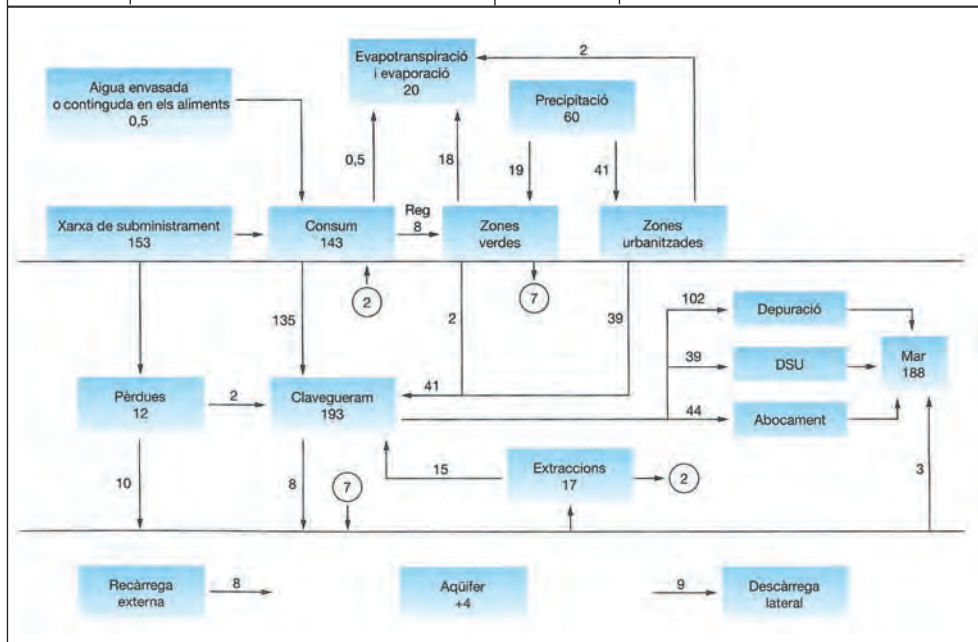 2
Evapotranspiració
i evaporació
20
Aigua envasada
o continguda en els aliments
0,5
Precipitació
60
0,5
18
19
41
Xarxa de subministrament
153
Consum
143
Reg
8
Zones
verdes
Zones
urbanitzades
2
7
135
2
39
102
Depuració
39
DSU
Mar
188
44
Abocament
Pèrdues
12
2
Clavegueram
193
41
15
Extraccions
17
2
10
8
7
3
Recàrrega
externa
8
Aqüífer
+4
9
Descàrrega
lateral